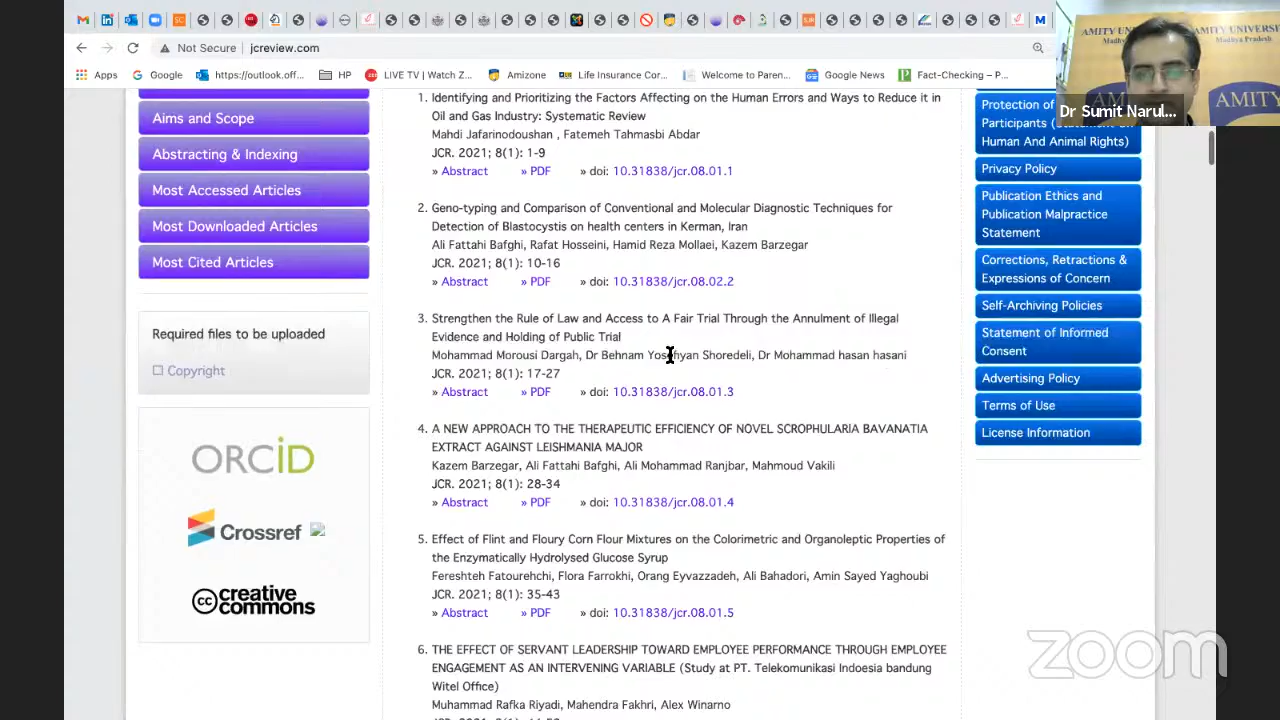 Not Secure
jcreview.com
Apps
Google
https://outlook.off...
HP
LIVE TV | Watch Z...
Amizone
Life Insurance Cor...
Welcome to Paren...
Google News
Fact-Checking – P...
AMITY UN
AMITY UNIVERS
Madhya Pradesh
AMITY
Dr Sumit Narul...
Aims and Scope
Abstracting & Indexing
Most Accessed Articles
Most Downloaded Articles
Most Cited Articles
Required files to be uploaded
Copyright
ORCID
Crossref
creative
commons
1. Identifying and Prioritizing the Factors Affecting on the Human Errors and Ways to Reduce it in
Oil and Gas Industry: Systematic Review
Mahdi Jafarinodoushan , Fatemeh Tahmasbi Abdar
JCR. 2021; 8(1): 1-9
» Abstract » PDF » doi: 10.31838/jcr.08.01.1
2. Geno-typing and Comparison of Conventional and Molecular Diagnostic Techniques for
Detection of Blastocystis on health centers in Kerman, Iran
Ali Fattahi Bafghi, Rafat Hosseini, Hamid Reza Mollaei, Kazem Barzegar
JCR. 2021; 8(1): 10-16
» Abstract » PDF » doi: 10.31838/jcr.08.02.2
3. Strengthen the Rule of Law and Access to A Fair Trial Through the Annulment of Illegal
Evidence and Holding of Public Trial
Mohammad Morousi Dargah, Dr Behnam Shoredeli, Dr Mohammad hasan hasani
JCR. 2021; 8(1): 17-27
» Abstract » PDF » doi: 10.31838/jcr.08.01.3
4. A NEW APPROACH TO THE THERAPEUTIC EFFICIENCY OF NOVEL SCROPHULARIA BAVANATIA
EXTRACT AGAINST LEISHMANIA MAJOR
Kazem Barzegar, Ali Fattahi Bafghi, Ali Mohammad Ranjbar, Mahmoud Vakili
JCR. 2021; 8(1): 28-34
» Abstract » PDF » doi: 10.31838/jcr.08.01.4
5. Effect of Flint and Floury Corn Flour Mixtures on the Colorimetric and Organoleptic Properties of
the Enzymatically Hydrolysed Glucose Syrup
Fereshteh Fatourehchi, Flora Farrokhi, Orang Eyvazzadeh, Ali Bahadori, Amin Sayed Yaghoubi
JCR. 2021; 8(1): 35-43
» Abstract » PDF » doi: 10.31838/jcr.08.01.5
6. THE EFFECT OF SERVANT LEADERSHIP TOWARD EMPLOYEE PERFORMANCE THROUGH EMPLOYEE
ENGAGEMENT AS AN INTERVENING VARIABLE (Study at PT. Telekomunikasi Indoesia bandung
Witel Office)
Muhammad Rafka Riyadi, Mahendra Fakhri, Alex Winarno
Protection of
Participants (Statement on
Human And Animal Rights)
Privacy Policy
Publication Ethics and
Publication Malpractice
Statement
Corrections, Retractions &
Expressions of Concern
Self-Archiving Policies
Statement of Informed
Consent
Advertising Policy
Terms of Use
License Information
zoom